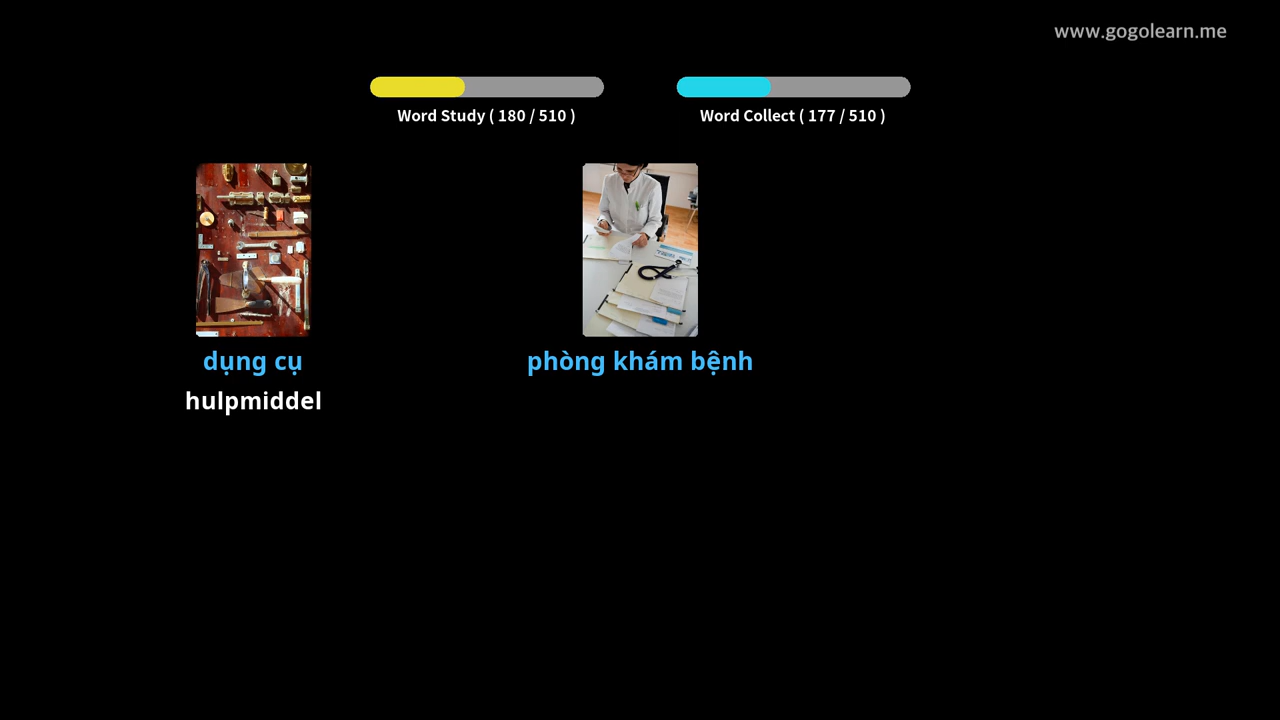 www.gogolearn.me
Word Study ( 180 / 510 )
Word Collect ( 177 / 510 )
dụng cụ
phòng khám bệnh
hulpmiddel